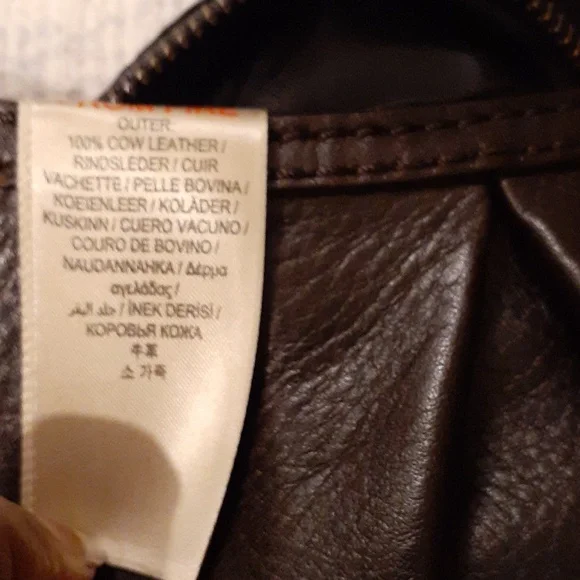 OUTER
100% COW LEATHER /
RINDSLEDER / CUIR
VACHETTE / PELLE BOVINA /
KOEIENLEER / KOLÄDER /
KUSKINN / CUERO VACUNO /
COURO DE BOVINO /
NAUDANNAHKA / Δέρμα
αγελάδας /
جلد البقر / İNEK DERİSİ /
КОРОВЬЯ КОЖА
牛革
소 가죽